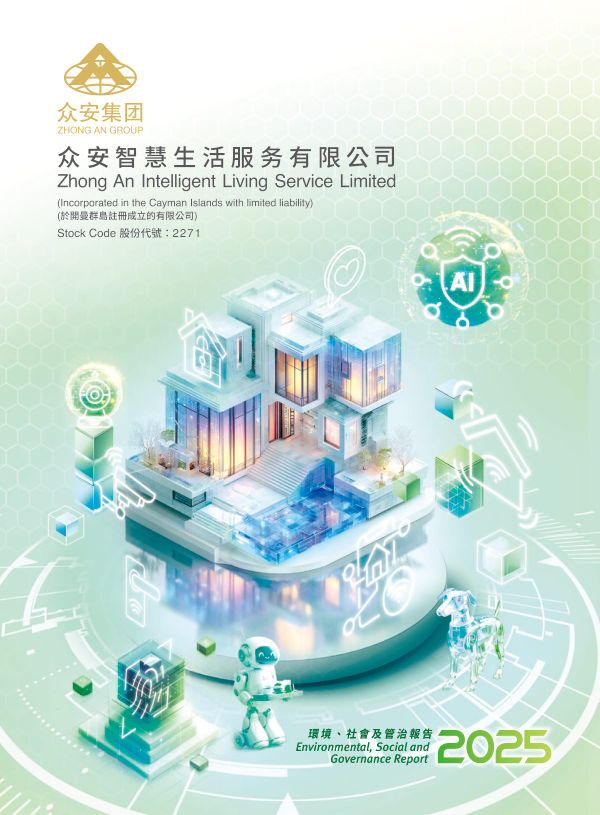 众安集团
ZHONG AN GROUP
众安智慧生活服务有限公司
Zhong An Intelligent Living Service Limited
(Incorporated in the Cayman Islands with limited liability)
(於開曼群島註冊成立的有限公司)
Stock Code 股份代號：2271
AI
環境、社會及管治報告
Environmental, Social and
Governance Report
2025